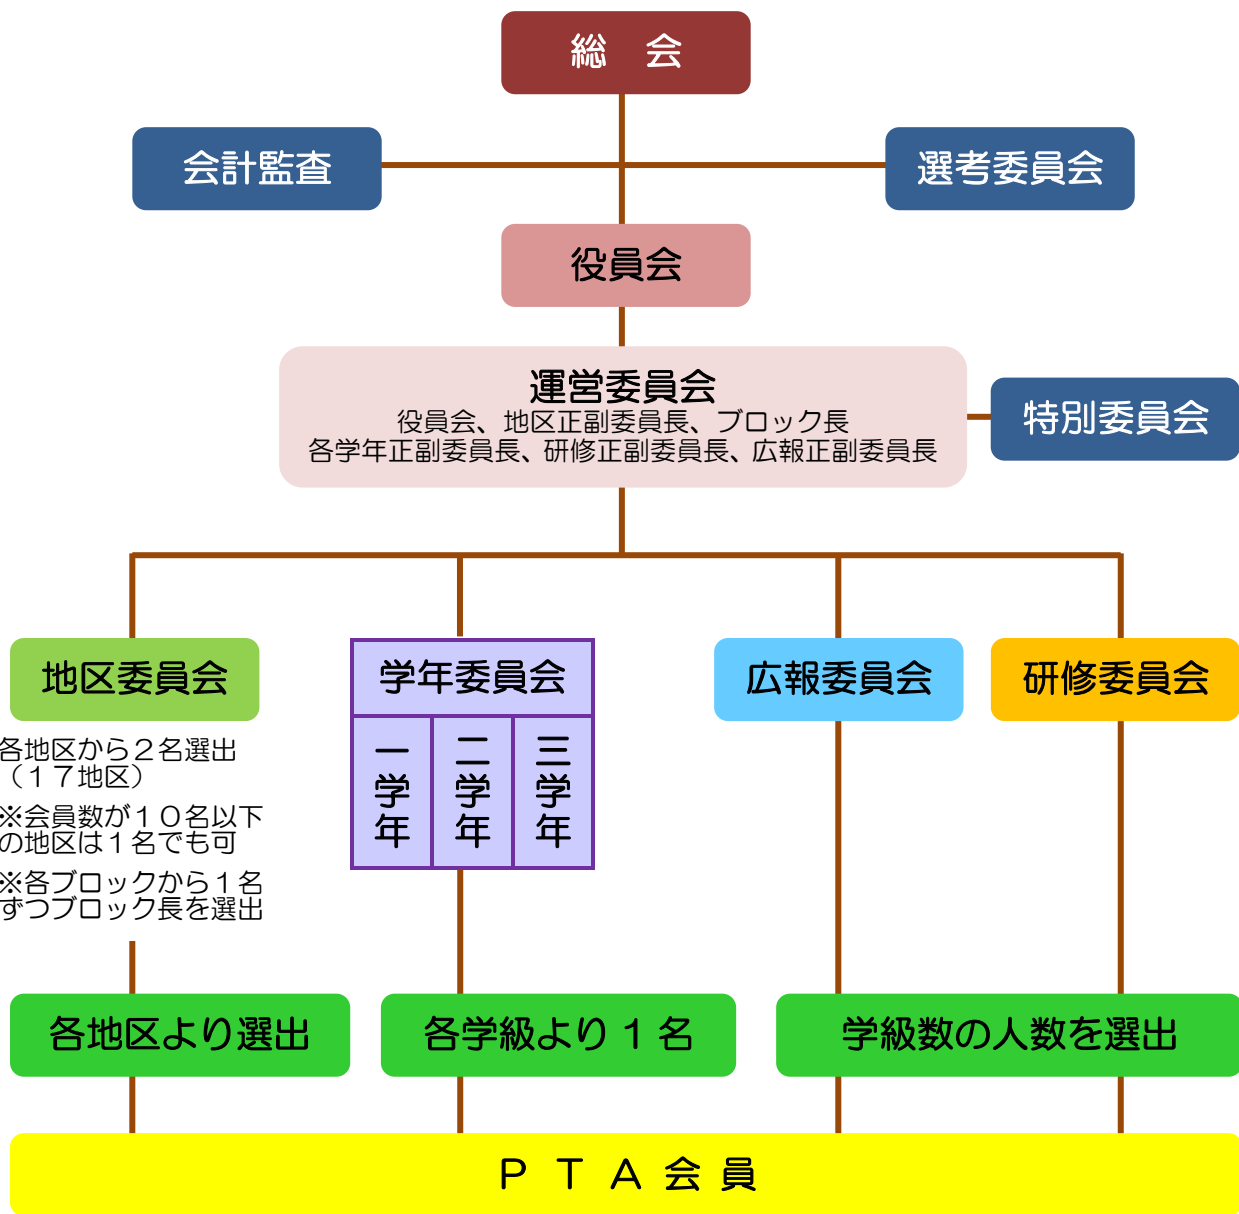 総　会
会計監査
選考委員会
役員会
運営委員会
役員会、地区正副委員長、ブロック長
各学年正副委員長、研修正副委員長、広報正副委員長
特別委員会
地区委員会
学年委員会
広報委員会
研修委員会
一学年
二学年
三学年
各地区から２名選出
（１７地区）
※会員数が１０名以下
の地区は１名でも可
※各ブロックから１名
ずつブロック長を選出
各地区より選出
各学級より１名
学級数の人数を選出
ＰＴＡ会員